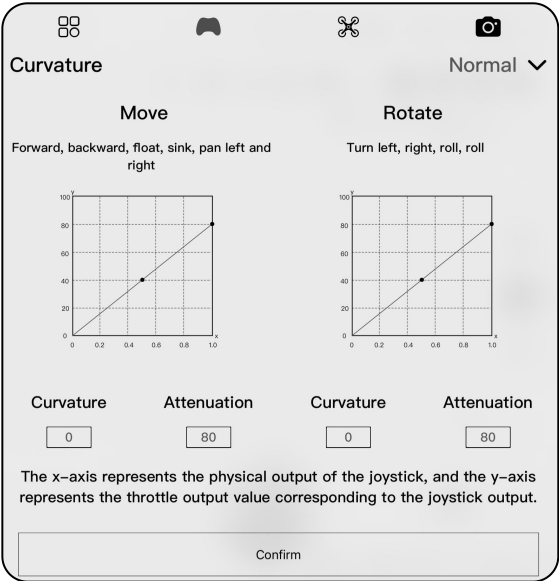 Curvature
Normal
Move
Rotate
Forward, backward, float, sink, pan left and
right
Turn left, right, roll, roll
y
100
80
60
40
20
0
0 0.2 0.4 0.6 0.8 1.0
x
y
100
80
60
40
20
0
0 0.2 0.4 0.6 0.8 1.0
x
Curvature Attenuation Curvature Attenuation
0 80 0 80
The x-axis represents the physical output of the joystick, and the y-axis
represents the throttle output value corresponding to the joystick output.
Confirm